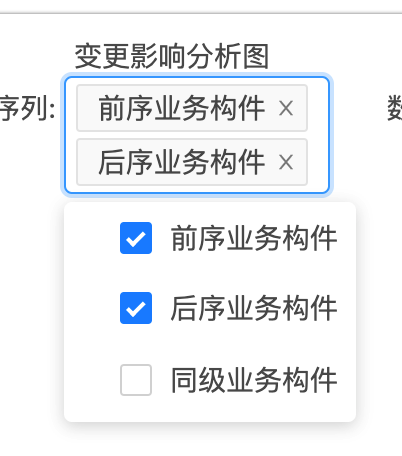 变更影响分析图
序列:
前序业务构件 ×
后序业务构件 ×
数
前序业务构件
后序业务构件
同级业务构件